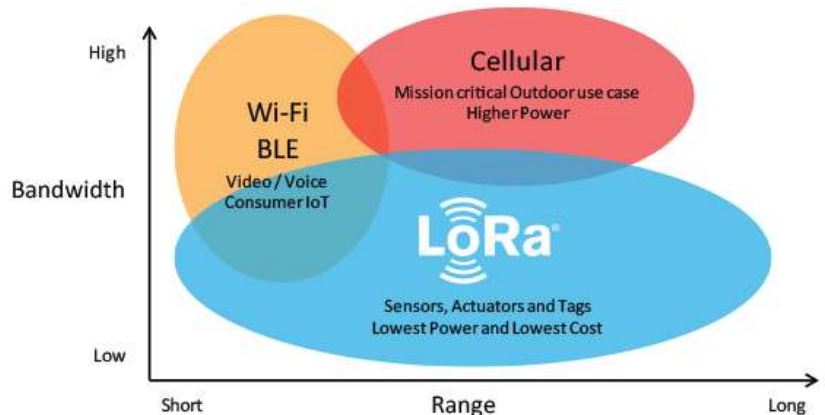 High
Cellular
Mission critical Outdoor use case
Higher Power
Wi-Fi
BLE
Video / Voice
Consumer IoT
Bandwidth
LoRa®
Sensors, Actuators and Tags
Lowest Power and Lowest Cost
Low
Short
Range
Long